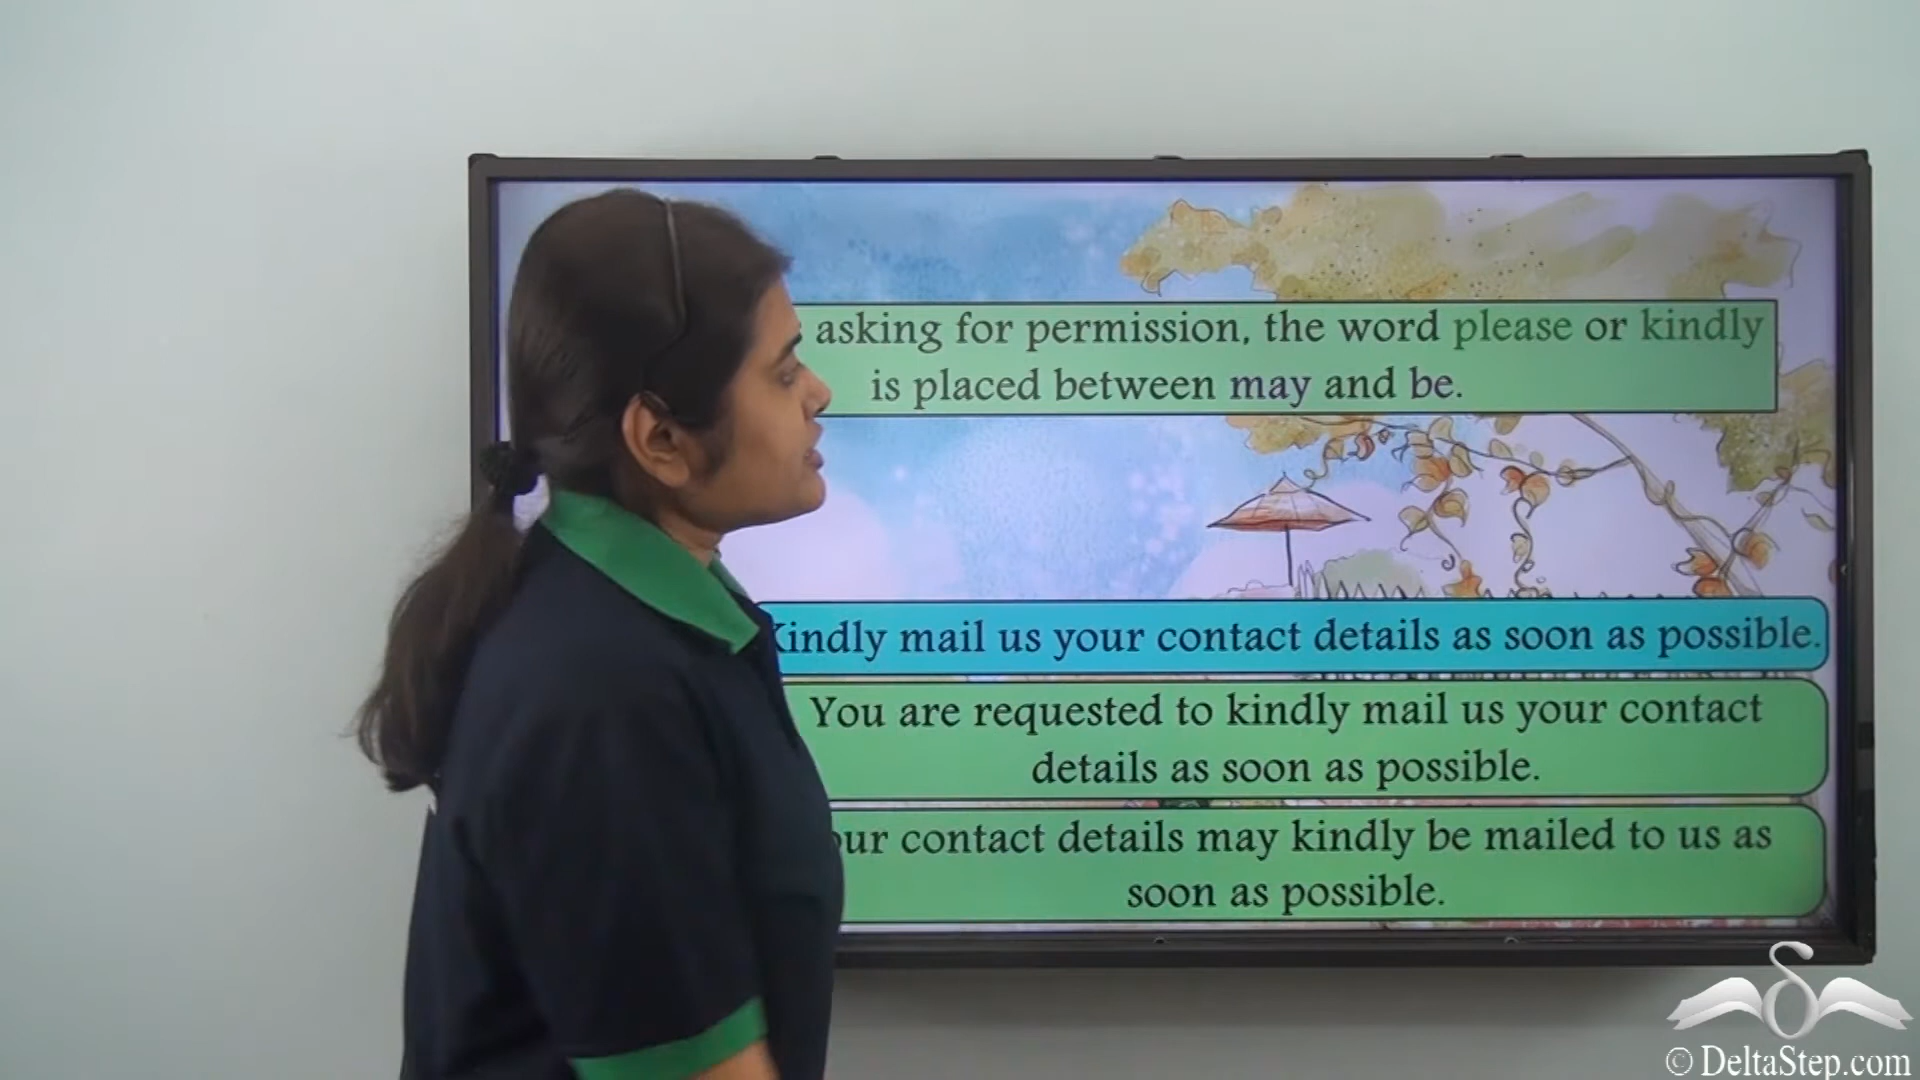 asking for permission, the word please or kindly
is placed between may and be.
Kindly mail us your contact details as soon as possible.
You are requested to kindly mail us your contact
details as soon as possible.
contact details may kindly be mailed to us as
soon as possible.
© DeltaStep.com